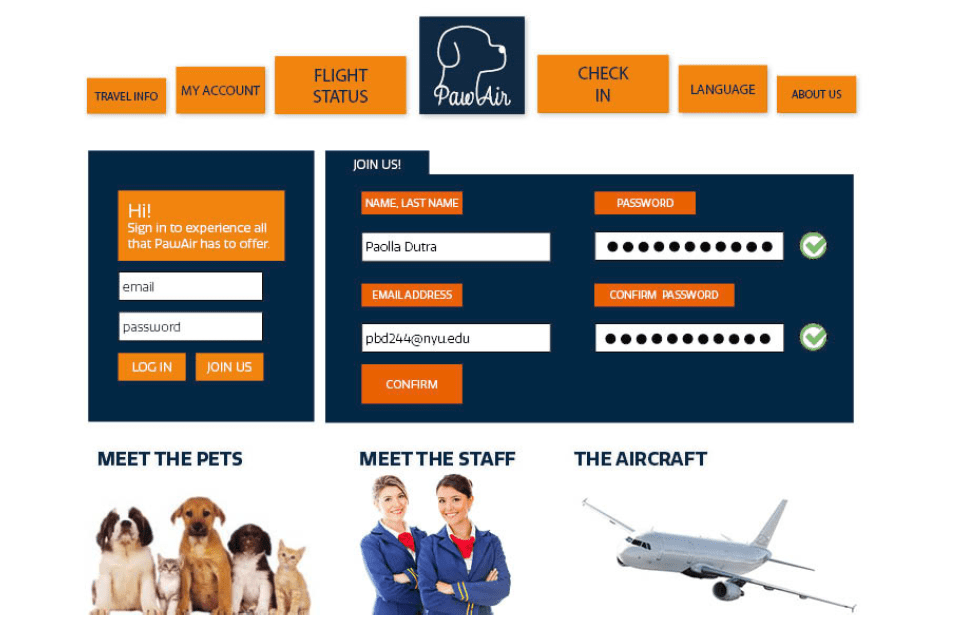 TRAVEL INFO
MY ACCOUNT
FLIGHT
STATUS
PawAir
CHECK
IN
LANGUAGE
ABOUT US
Hi!
Sign in to experience all
that PawAir has to offer.
email
password
LOG IN
JOIN US
JOIN US!
NAME, LAST NAME
PASSWORD
Paolla Dutra
●●●●●●●●●●●
EMAIL ADDRESS
CONFIRM PASSWORD
pbd244@nyu.edu
●●●●●●●●●●●
CONFIRM
MEET THE PETS
MEET THE STAFF
THE AIRCRAFT